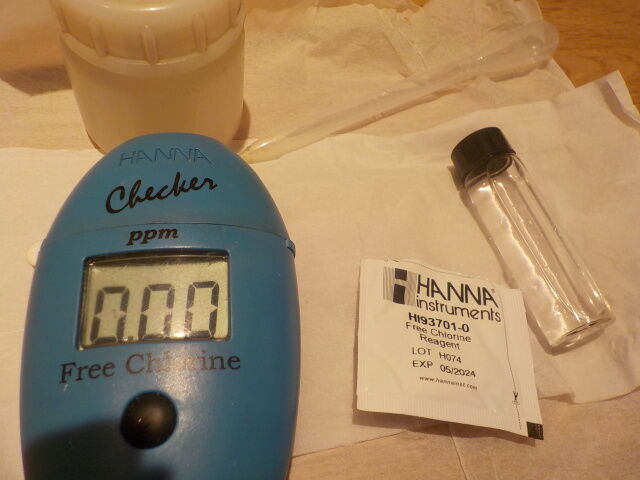 HANNA
Checker
ppm
0.00
Free Chlorine
HANNA
instruments
HI93701-0
Free Chlorine
Reagent
LOT H074
EXP 05/2024
www.hannainst.com